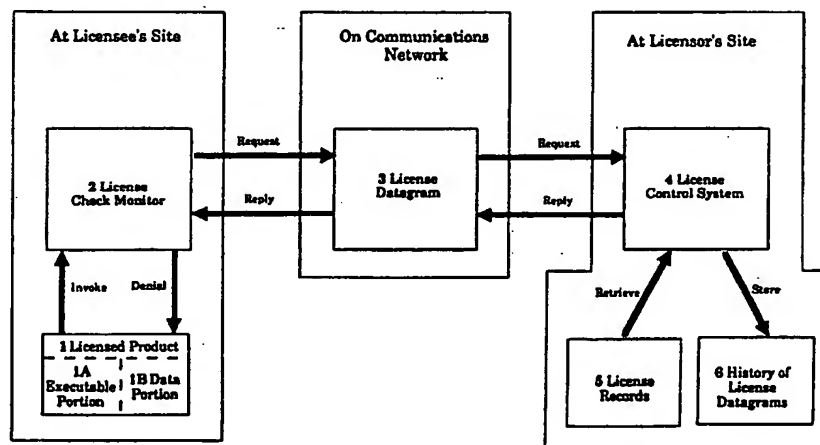 At Licensee's Site
On Communications
Network
At Licensor's Site
Request
Request
2 License
Check Monitor
3 License
Datagram
4 License
Control System
Reply
Reply
Invoke
Denial
Retrieve
Store
1 Licensed Product
1A
Executable
Portion
1B Data
Portion
5 License
Records
6 History of
License
Datagrams